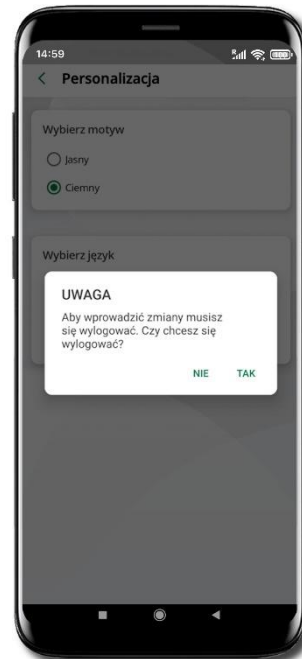 14:59
Personalizacja
Wybierz motyw
Jasny
Ciemny
Wybierz język
UWAGA
Aby wprowadzić zmiany musisz
się wylogować. Czy chcesz się
wylogować?
NIE TAK